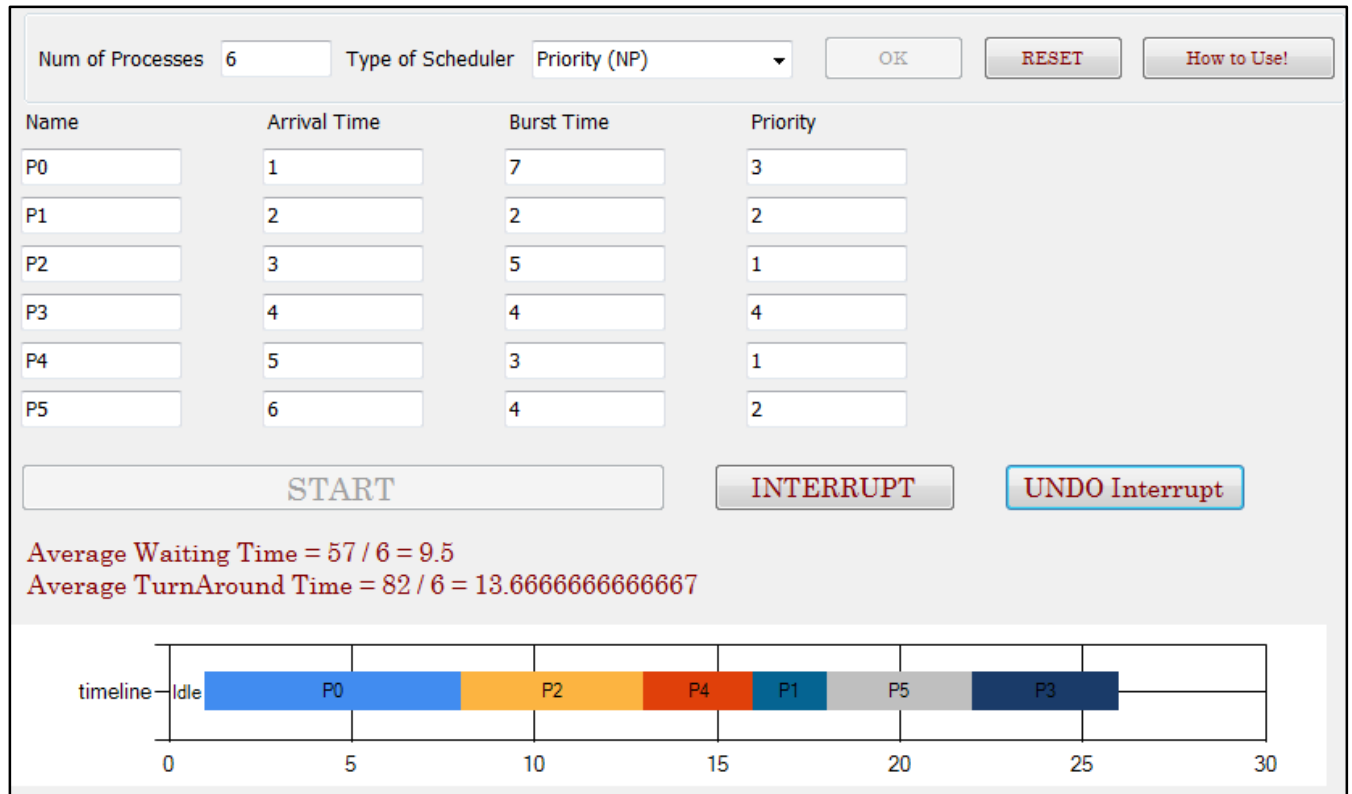 Num of Processes 6 Type of Scheduler Priority (NP) OK RESET How to Use!
Name Arrival Time Burst Time Priority
P0 1 7 3
P1 2 2 2
P2 3 5 1
P3 4 4 4
P4 5 3 1
P5 6 4 2
START INTERRUPT UNDO Interrupt
Average Waiting Time = 57 / 6 = 9.5
Average TurnAround Time = 82 / 6 = 13.6666666666667
timeline Idle P0 P2 P4 P1 P5 P3
0 5 10 15 20 25 30